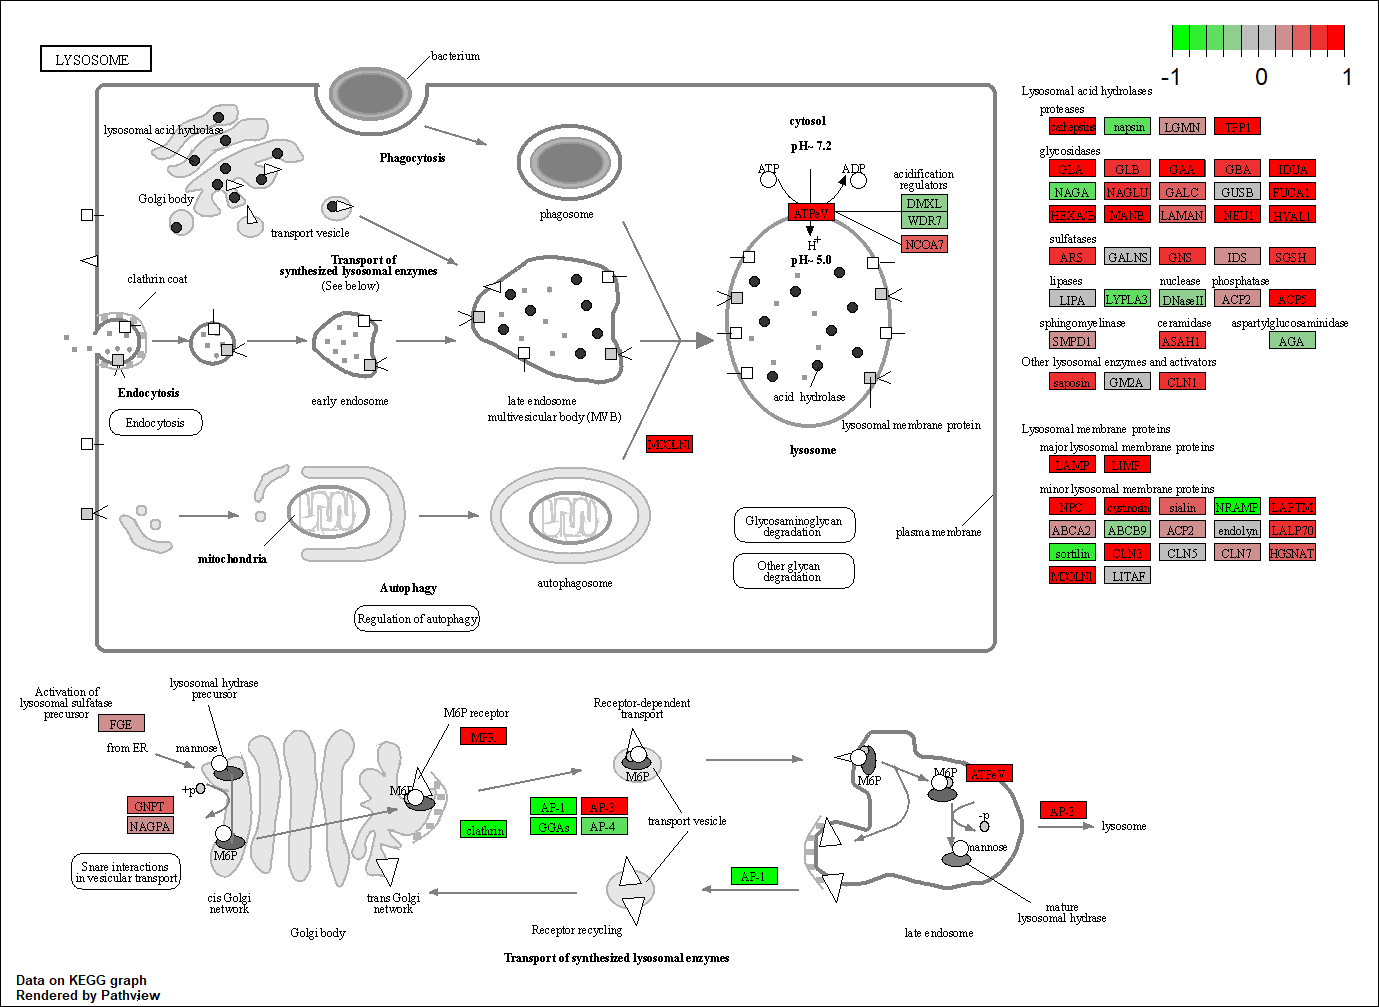 LYSOSOME
bacterium
-1 0 1
lysosomal acid hydrolase
Golgi body
Phagocytosis
phagosome
transport vesicle
Transport of
synthesized lysosomal enzymes
(See below)
clathrin coat
Endocytosis
Endocytosis
early endosome
late endosome
multivesicular body (MVB)
cytosol
pH~ 7.2
ATP
ADP
ATPeV
H+
pH~ 5.0
acidification
regulators
DMXL
WDR7
NCOA7
acid hydrolase
lysosomal membrane protein
lysosome
MCOLN1
mitochondria
Autophagy
Regulation of autophagy
autophagosome
Glycosaminoglycan
degradation
Other glycan
degradation
plasma membrane
Lysosomal acid hydrolases
proteases
cathepsins napsin LGMN TPP1
glycosidases
GLA GLB GAA GBA IDUA
NAGA NAGLU GALC GUSB FUCA1
HEXA/B MANB LAMAN NEU1 HYAL1
sulfatases
ARS GALNS GNS IDS SGSH
lipases nuclease phosphatase
LIPA LYPLA3 DNaseII ACP2 ACP5
sphingomyelinase ceramidase aspartylglucosaminidase
SMPD1 ASAH1 AGA
Other lysosomal enzymes and activators
saposin GM2A CLN1
Lysosomal membrane proteins
major lysosomal membrane proteins
LAMP LIMP
minor lysosomal membrane proteins
NPC cystinosin sialin NRAMP LAPTM
ABCA2 ABCB9 ACP2 endolyn LALP70
sortilin CLN3 CLN5 CLN7 HGSNAT
MCOLN1 LITAF
Activation of
lysosomal sulfatase
precursor
FGE
from ER
lysosomal hydrase
precursor
mannose
+p
GNPT
NAGPA
M6P
Snare interactions
in vesicular transport
cis Golgi
network
Golgi body
trans Golgi
network
M6P receptor
MPR
M6P
clathrin
AP-1 AP-3
GGAs AP-4
Receptor-dependent
transport
M6P
transport vesicle
Receptor recycling
AP-1
M6P
M6P
ATPeV
-p
mannose
AP-3
lysosome
mature
lysosomal hydrase
late endosome
Transport of synthesized lysosomal enzymes
Data on KEGG graph
Rendered by Pathview